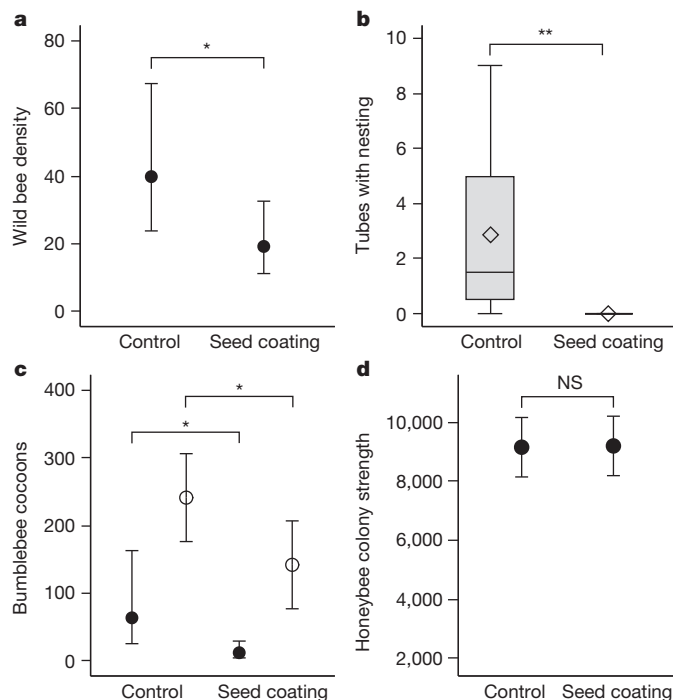 a
Wild bee density
80
60
40
20
0
*
Control Seed coating
b
Tubes with nesting
10
8
6
4
2
0
**
Control Seed coating
c
Bumblebee cocoons
400
300
200
100
0
*
*
Control Seed coating
d
Honeybee colony strength
10,000
8,000
6,000
4,000
2,000
NS
Control Seed coating